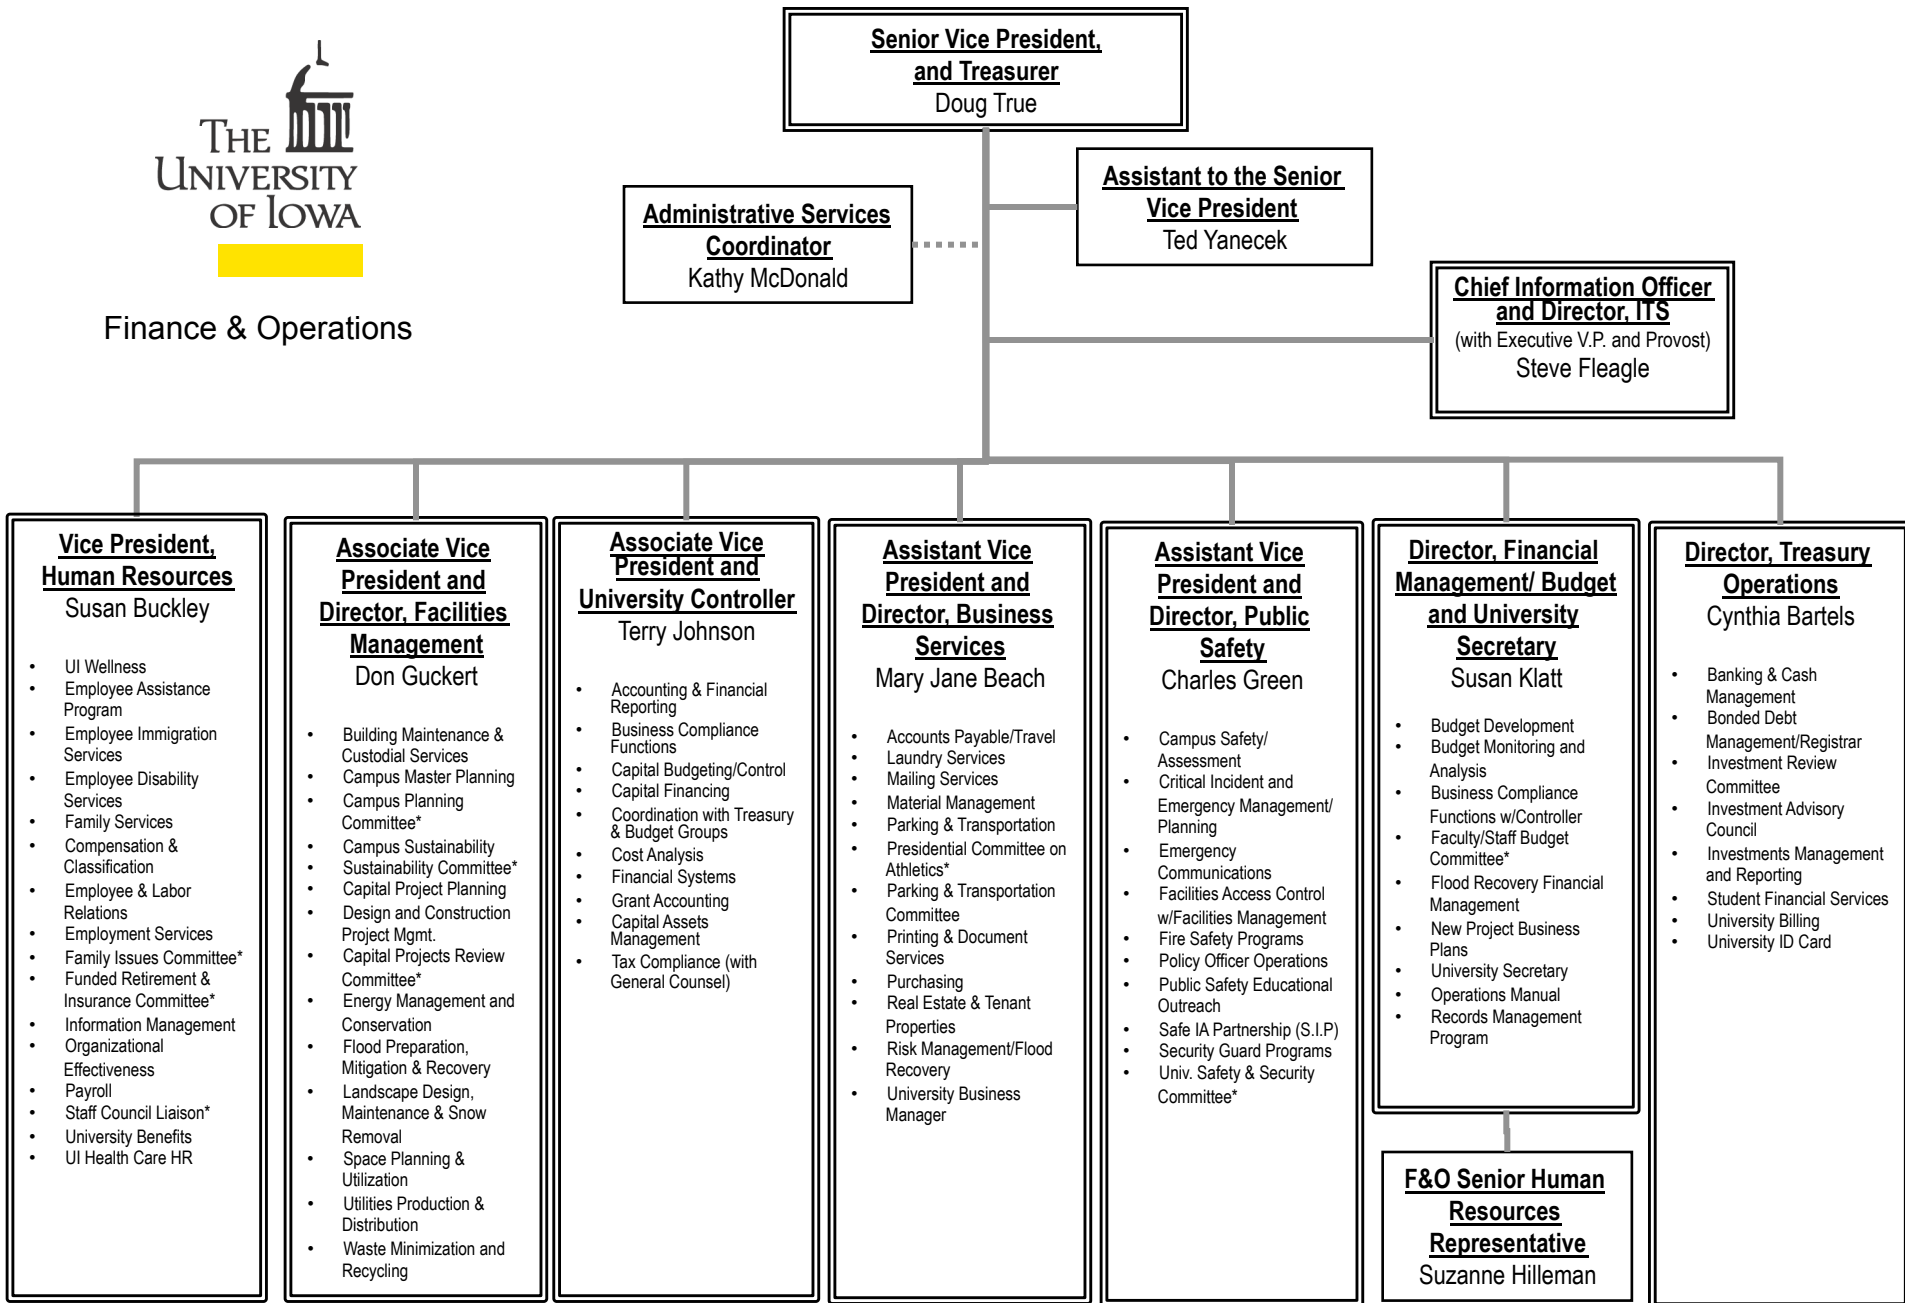 THE
UNIVERSITY
OF IOWA
Finance & Operations
Senior Vice President,
and Treasurer
Doug True
Assistant to the Senior
Vice President
Ted Yanecek
Administrative Services
Coordinator
Kathy McDonald
Chief Information Officer
and Director, ITS
(with Executive V.P. and Provost)
Steve Fleagle
Vice President,
Human Resources
Susan Buckley
• UI Wellness
• Employee Assistance
Program
• Employee Immigration
Services
• Employee Disability
Services
• Family Services
• Compensation &
Classification
• Employee & Labor
Relations
• Employment Services
• Family Issues Committee*
• Funded Retirement &
Insurance Committee*
• Information Management
• Organizational
Effectiveness
• Payroll
• Staff Council Liaison*
• University Benefits
• UI Health Care HR
Associate Vice
President and
Director, Facilities
Management
Don Guckert
• Building Maintenance &
Custodial Services
• Campus Master Planning
• Campus Planning
Committee*
• Campus Sustainability
• Sustainability Committee*
• Capital Project Planning
• Design and Construction
Project Mgmt.
• Capital Projects Review
Committee*
• Energy Management and
Conservation
• Flood Preparation,
Mitigation & Recovery
• Landscape Design,
Maintenance & Snow
Removal
• Space Planning &
Utilization
• Utilities Production &
Distribution
• Waste Minimization and
Recycling
Associate Vice
President and
University Controller
Terry Johnson
• Accounting & Financial
Reporting
• Business Compliance
Functions
• Capital Budgeting/Control
• Capital Financing
• Coordination with Treasury
& Budget Groups
• Cost Analysis
• Financial Systems
• Grant Accounting
• Capital Assets
Management
• Tax Compliance (with
General Counsel)
Assistant Vice
President and
Director, Business
Services
Mary Jane Beach
• Accounts Payable/Travel
• Laundry Services
• Mailing Services
• Material Management
• Parking & Transportation
• Presidential Committee on
Athletics*
• Parking & Transportation
Committee
• Printing & Document
Services
• Purchasing
• Real Estate & Tenant
Properties
• Risk Management/Flood
Recovery
• University Business
Manager
Assistant Vice
President and
Director, Public
Safety
Charles Green
• Campus Safety/
Assessment
• Critical Incident and
Emergency Management/
Planning
• Emergency
Communications
• Facilities Access Control
w/Facilities Management
• Fire Safety Programs
• Policy Officer Operations
• Public Safety Educational
Outreach
• Safe IA Partnership (S.I.P)
• Security Guard Programs
• Univ. Safety & Security
Committee*
Director, Financial
Management/ Budget
and University
Secretary
Susan Klatt
• Budget Development
• Budget Monitoring and
Analysis
• Business Compliance
Functions w/Controller
• Faculty/Staff Budget
Committee*
• Flood Recovery Financial
Management
• New Project Business
Plans
• University Secretary
• Operations Manual
• Records Management
Program
F&O Senior Human
Resources
Representative
Suzanne Hilleman
Director, Treasury
Operations
Cynthia Bartels
• Banking & Cash
Management
• Bonded Debt
Management/Registrar
• Investment Review
Committee
• Investment Advisory
Council
• Investments Management
and Reporting
• Student Financial Services
• University Billing
• University ID Card